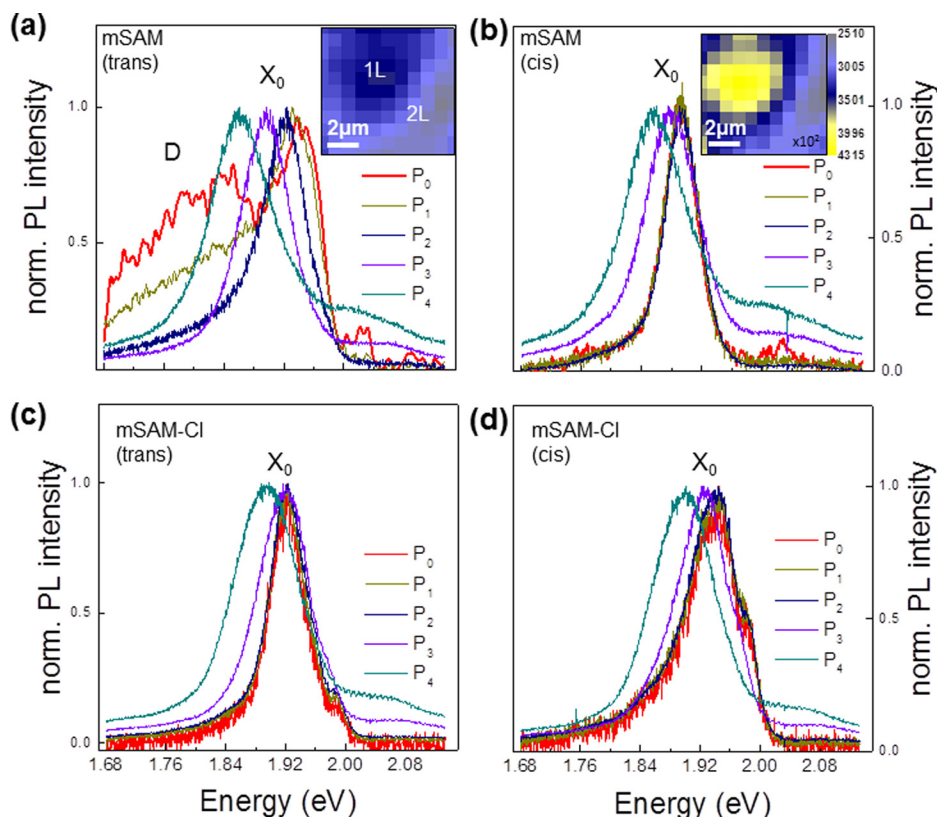 (a)
mSAM
(trans)
X₀
D
1L
2L
2μm
1.0
0.5
norm. PL intensity
P₀
P₁
P₂
P₃
P₄
(b)
mSAM
(cis)
X₀
2μm
2510
3005
3501
3996
4315
x10²
P₀
P₁
P₂
P₃
P₄
1.0
0.5
0.0
norm. PL intensity
(c)
mSAM-Cl
(trans)
X₀
1.0
0.5
0.0
norm. PL intensity
P₀
P₁
P₂
P₃
P₄
1.68 1.76 1.84 1.92 2.00 2.08
Energy (eV)
(d)
mSAM-Cl
(cis)
X₀
P₀
P₁
P₂
P₃
P₄
1.0
0.5
0.0
norm. PL intensity
1.68 1.76 1.84 1.92 2.00 2.08
Energy (eV)